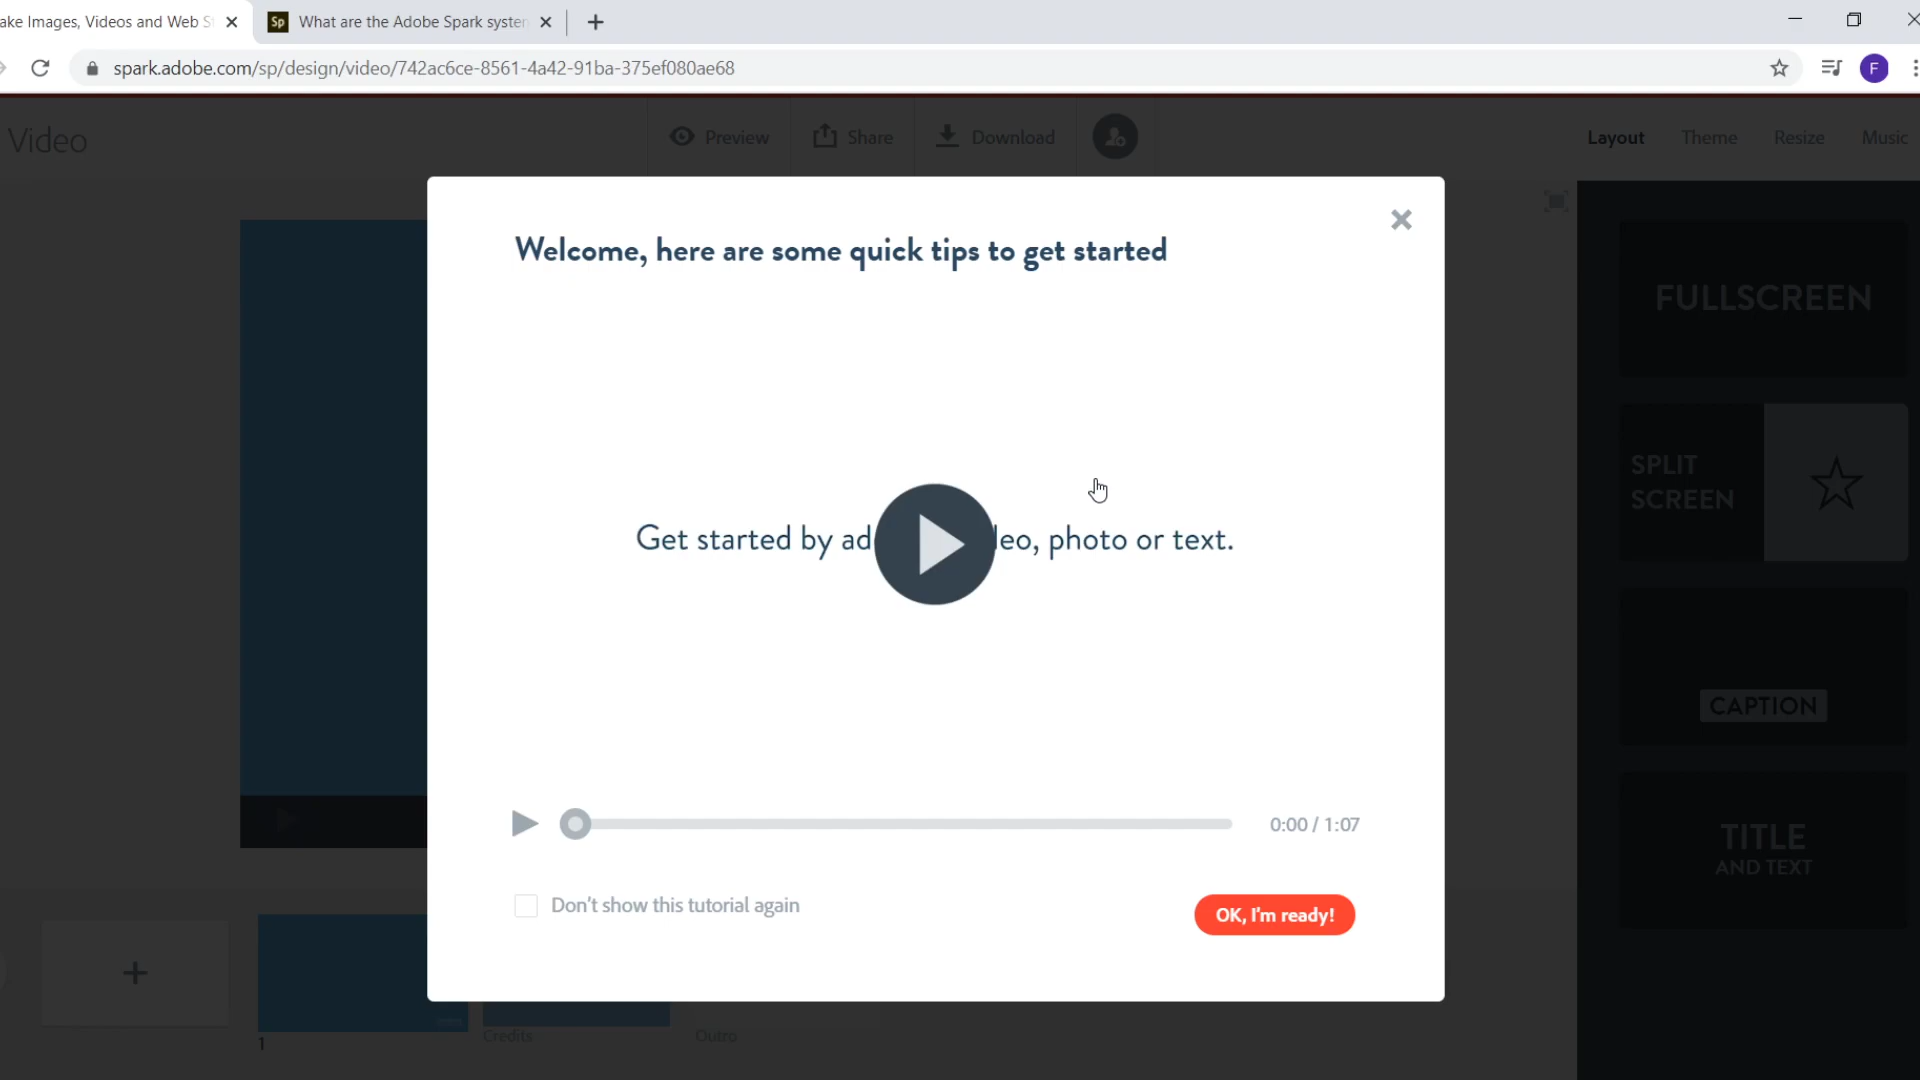 ake Images, Videos and Web S
Sp What are the Adobe Spark syster
spark.adobe.com/sp/design/video/742ac6ce-8561-4a42-91ba-375ef080ae68
F
Video
Preview
Share
Download
Layout
Theme
Resize
Music
Welcome, here are some quick tips to get started
FULLSCREEN
SPLIT
SCREEN
Get started by ad eo, photo or text.
CAPTION
0:00 / 1:07
TITLE
AND TEXT
Don't show this tutorial again
OK, I'm ready!
1
Credits
Outro